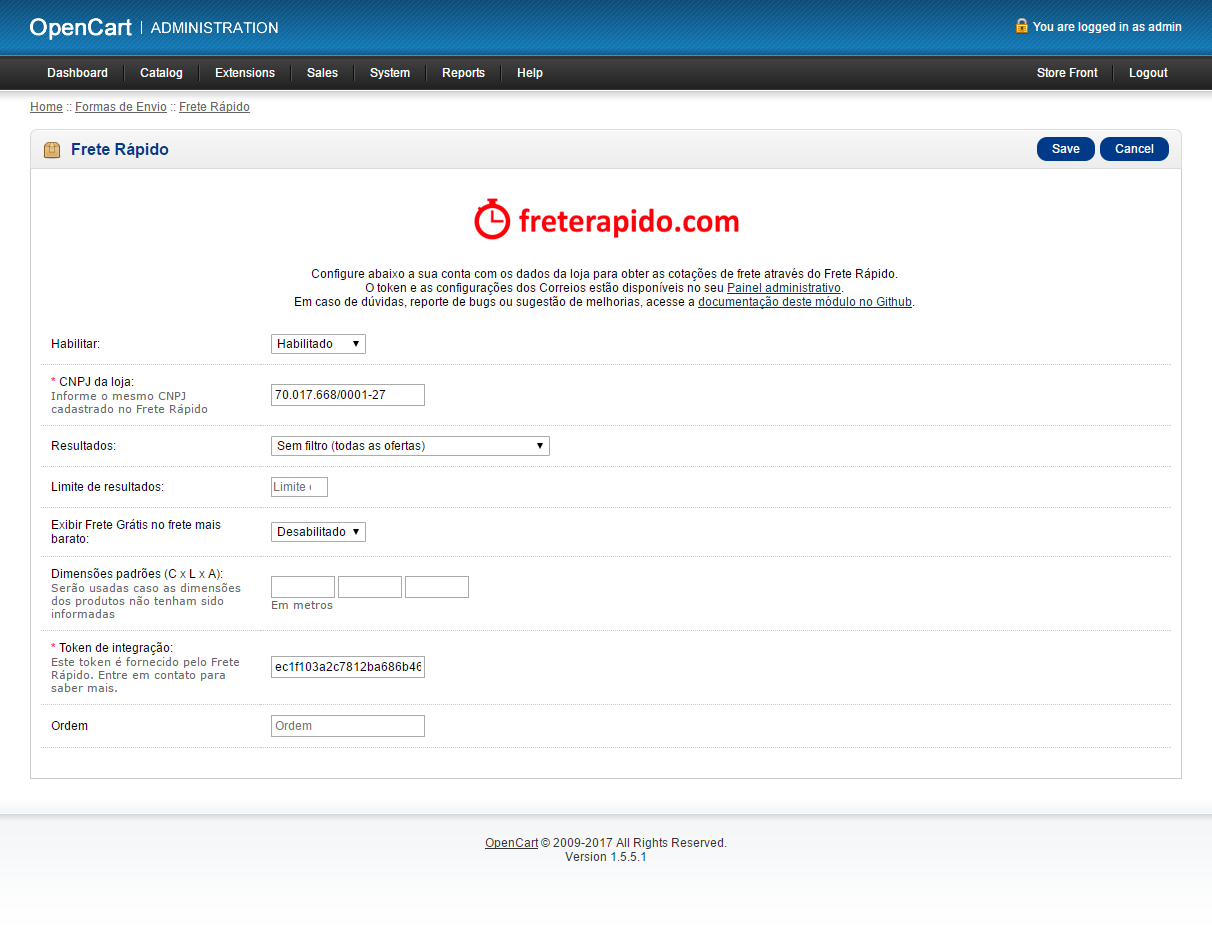 OpenCart | ADMINISTRATION
You are logged in as admin
Dashboard Catalog Extensions Sales System Reports Help Store Front Logout
Home :: Formas de Envio :: Frete Rápido
Frete Rápido
Save Cancel
freterapido.com
Configure abaixo a sua conta com os dados da loja para obter as cotações de frete através do Frete Rápido.
O token e as configurações dos Correios estão disponíveis no seu Painel administrativo.
Em caso de dúvidas, reporte de bugs ou sugestão de melhorias, acesse a documentação deste módulo no Github.
Habilitar: Habilitado
* CNPJ da loja:
Informe o mesmo CNPJ
cadastrado no Frete Rápido
70.017.668/0001-27
Resultados: Sem filtro (todas as ofertas)
Limite de resultados: Limite
Exibir Frete Grátis no frete mais
barato:
Desabilitado
Dimensões padrões (C x L x A):
Serão usadas caso as dimensões
dos produtos não tenham sido
informadas
Em metros
* Token de integração:
Este token é fornecido pelo Frete
Rápido. Entre em contato para
saber mais.
ec1f103a2c7812ba686b46
Ordem Ordem
OpenCart © 2009-2017 All Rights Reserved.
Version 1.5.5.1